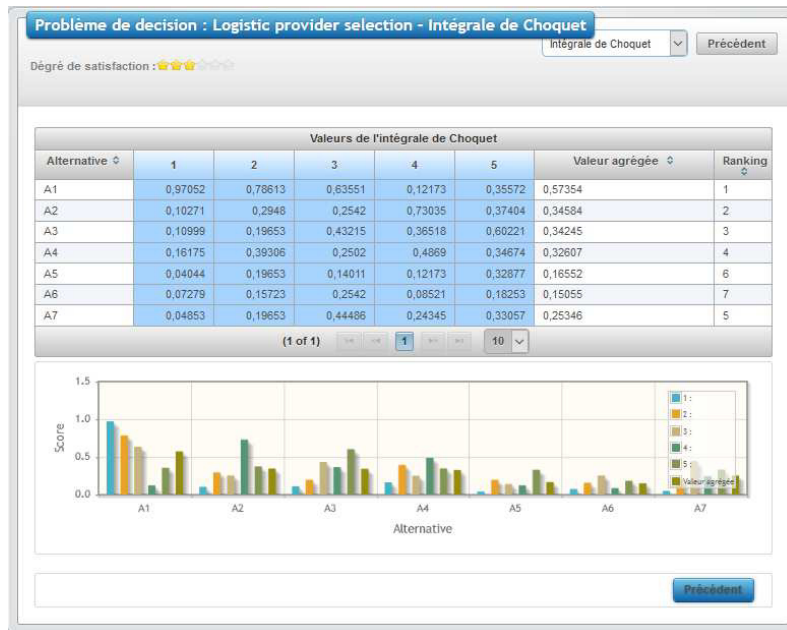 Problème de decision : Logistic provider selection - Intégrale de Choquet
Intégrale de Choquet Précédent
Dégré de satisfaction :
Valeurs de l'intégrale de Choquet
Alternative 1 2 3 4 5 Valeur agrégée Ranking
A1 0,97052 0,78613 0,63551 0,12173 0,35572 0,57354 1
A2 0,10271 0,2948 0,2542 0,73035 0,37404 0,34584 2
A3 0,10999 0,19653 0,43215 0,36518 0,60221 0,34245 3
A4 0,16175 0,39306 0,2502 0,4869 0,34674 0,32607 4
A5 0,04044 0,19653 0,14011 0,12173 0,32877 0,16552 6
A6 0,07279 0,15723 0,2542 0,08521 0,18253 0,15055 7
A7 0,04853 0,19653 0,44486 0,24345 0,33057 0,25346 5
(1 of 1) 1 10
1.5
1.0
0.5
0.0
Score
1 :
2 :
3 :
4 :
5 :
Valeur agrégée
A1 A2 A3 A4 A5 A6 A7
Alternative
Précédent